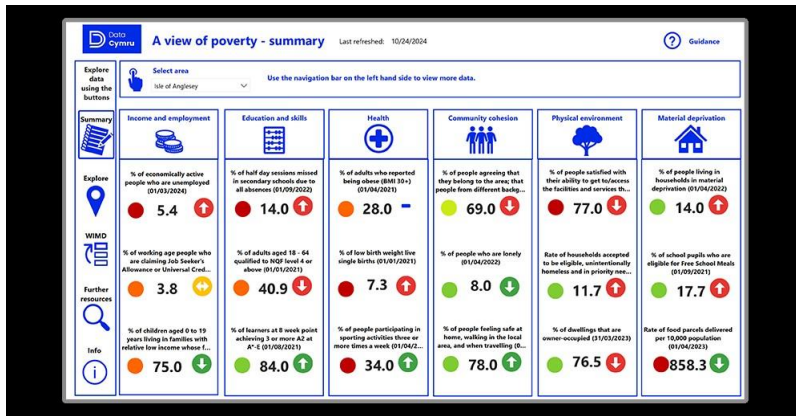 Data
Cymru
A view of poverty - summary
Last refreshed: 10/24/2024
Guidance
Explore
data
using the
buttons
Select area
Isle of Anglesey
Use the navigation bar on the left hand side to view more data.
Summary
Explore
WIMD
Further
resources
Info
Income and employment
% of economically active
people who are unemployed
(01/03/2024)
5.4
% of working age people who
are claiming Job Seeker's
Allowance or Universal Cred...
3.8
% of children aged 0 to 19
years living in families with
relative low income whose f...
75.0
Education and skills
% of half day sessions missed
in secondary schools due to
all absences (01/09/2022)
14.0
% of adults aged 18 - 64
qualified to NQF level 4 or
above (01/01/2021)
40.9
% of learners at 8 week point
achieving 3 or more A2 at
A*-E (01/08/2021)
84.0
Health
% of adults who reported
being obese (BMI 30+)
(01/04/2021)
28.0
% of low birth weight live
single births (01/01/2021)
7.3
% of people participating in
sporting activities three or
more times a week (01/04/2...
34.0
Community cohesion
% of people agreeing that
they belong to the area; that
people from different backg...
69.0
% of people who are lonely
(01/04/2022)
8.0
% of people feeling safe at
home, walking in the local
area, and when travelling (0...
78.0
Physical environment
% of people satisfied with
their ability to get to/access
the facilities and services th...
77.0
Rate of households accepted
to be eligible, unintentionally
homeless and in priority nee...
11.7
% of dwellings that are
owner-occupied (31/03/2023)
76.5
Material deprivation
% of people living in
households in material
deprivation (01/04/2022)
14.0
% of school pupils who are
eligible for Free School Meals
(01/09/2021)
17.7
Rate of food parcels delivered
per 10,000 population
(01/04/2023)
858.3